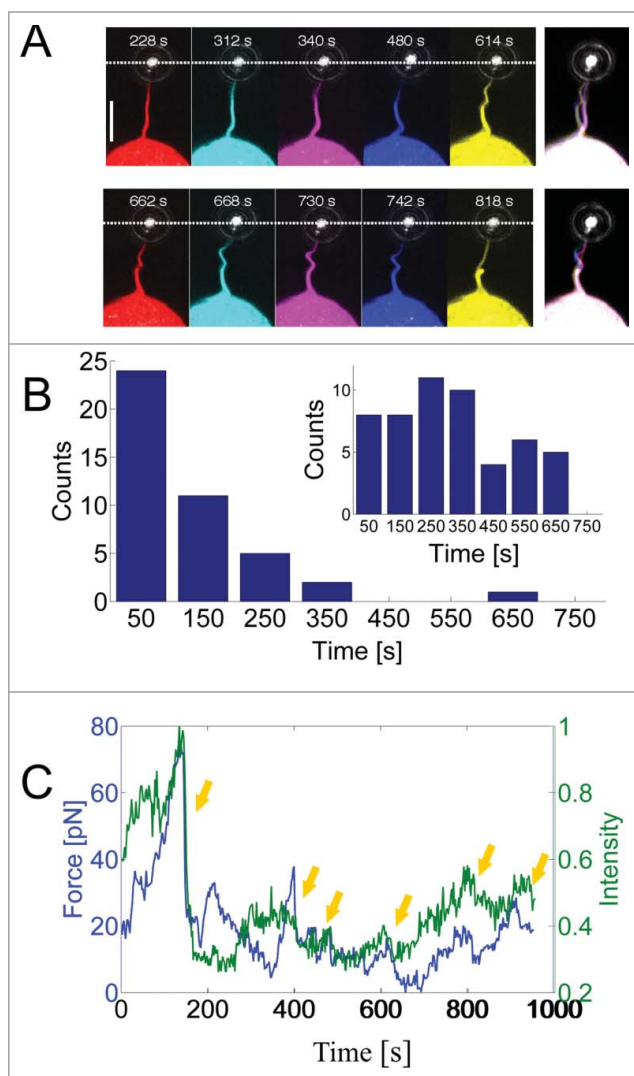 A
228 s 312 s 340 s 480 s 614 s
662 s 668 s 730 s 742 s 818 s
B
25
20
15
10
5
0
Counts
50 150 250 350 450 550 650 750
Time [s]
10
5
0
Counts
50 150 250 350 450 550 650 750
Time [s]
C
80
60
40
20
0
Force [pN]
1
0.8
0.6
0.4
0.2
Intensity
0 200 400 600 800 1000
Time [s]